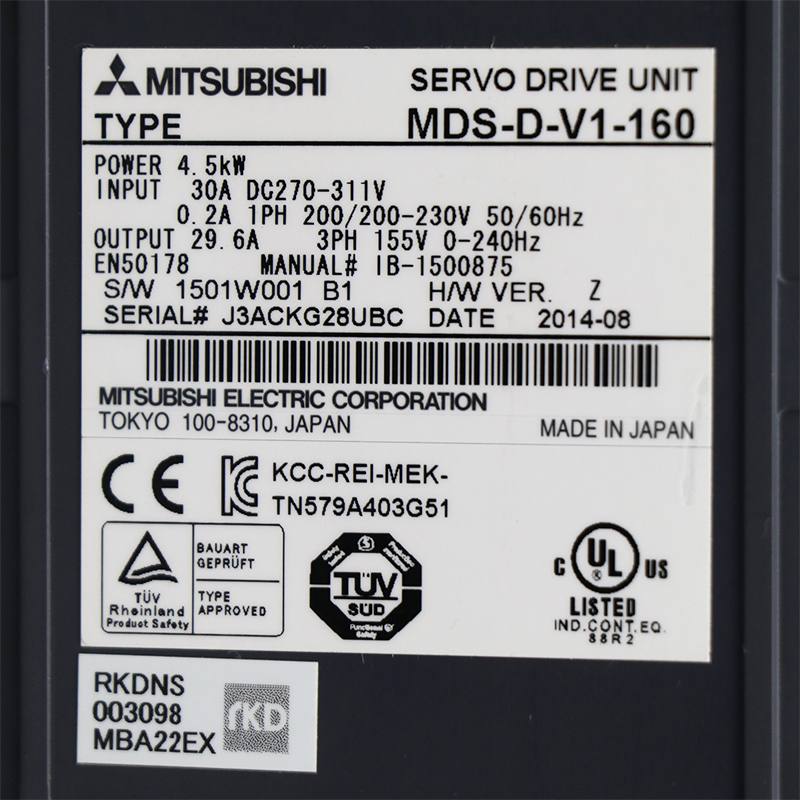 MITSUBISHI SERVO DRIVE UNIT
TYPE MDS-D-V1-160
POWER 4.5kW
INPUT 30A DC270-311V
0.2A 1PH 200/200-230V 50/60Hz
OUTPUT 29.6A 3PH 155V 0-240Hz
EN50178 MANUAL# IB-1500875
S/W 1501W001 B1 H/W VER. Z
SERIAL# J3ACKG28UBC DATE 2014-08
MITSUBISHI ELECTRIC CORPORATION
TOKYO 100-8310, JAPAN MADE IN JAPAN
CE KC KCC-REI-MEK-
TN579A403G51
TÜV
Rheinland
Product Safety
BAUART
GEPRÜFT
TYPE
APPROVED
TÜV
SÜD
Functional
Safety
C UL ® US
LISTED
IND.CONT.EQ.
88R2
RKDNS
003098
MBA22EX
rKD